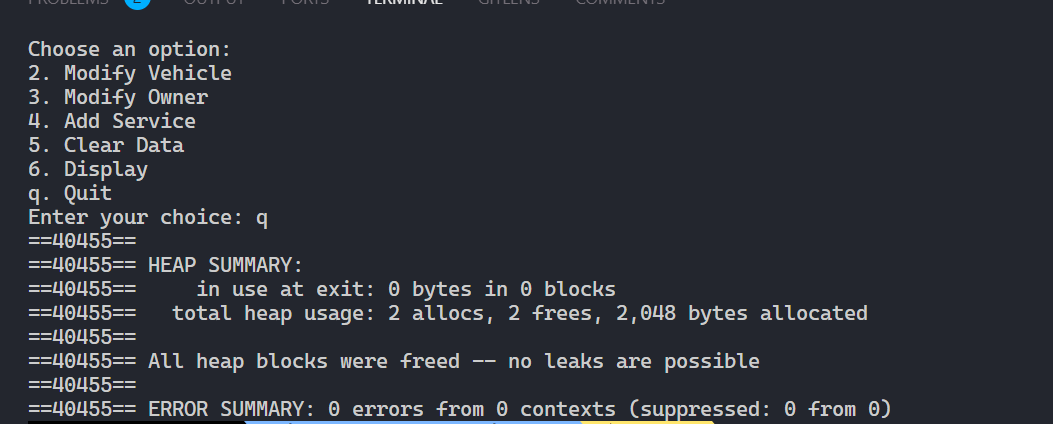 PROBLEMS 2 OUTPUT PORTS TERMINAL GITLENS COMMENTS
Choose an option:
2. Modify Vehicle
3. Modify Owner
4. Add Service
5. Clear Data
6. Display
q. Quit
Enter your choice: q
==40455==
==40455== HEAP SUMMARY:
==40455==     in use at exit: 0 bytes in 0 blocks
==40455==   total heap usage: 2 allocs, 2 frees, 2,048 bytes allocated
==40455==
==40455== All heap blocks were freed -- no leaks are possible
==40455==
==40455== ERROR SUMMARY: 0 errors from 0 contexts (suppressed: 0 from 0)